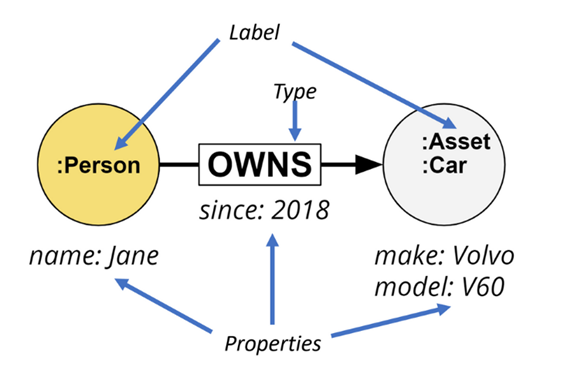 Label
Type
:Person
OWNS
:Asset
:Car
since: 2018
name: Jane
make: Volvo
model: V60
Properties